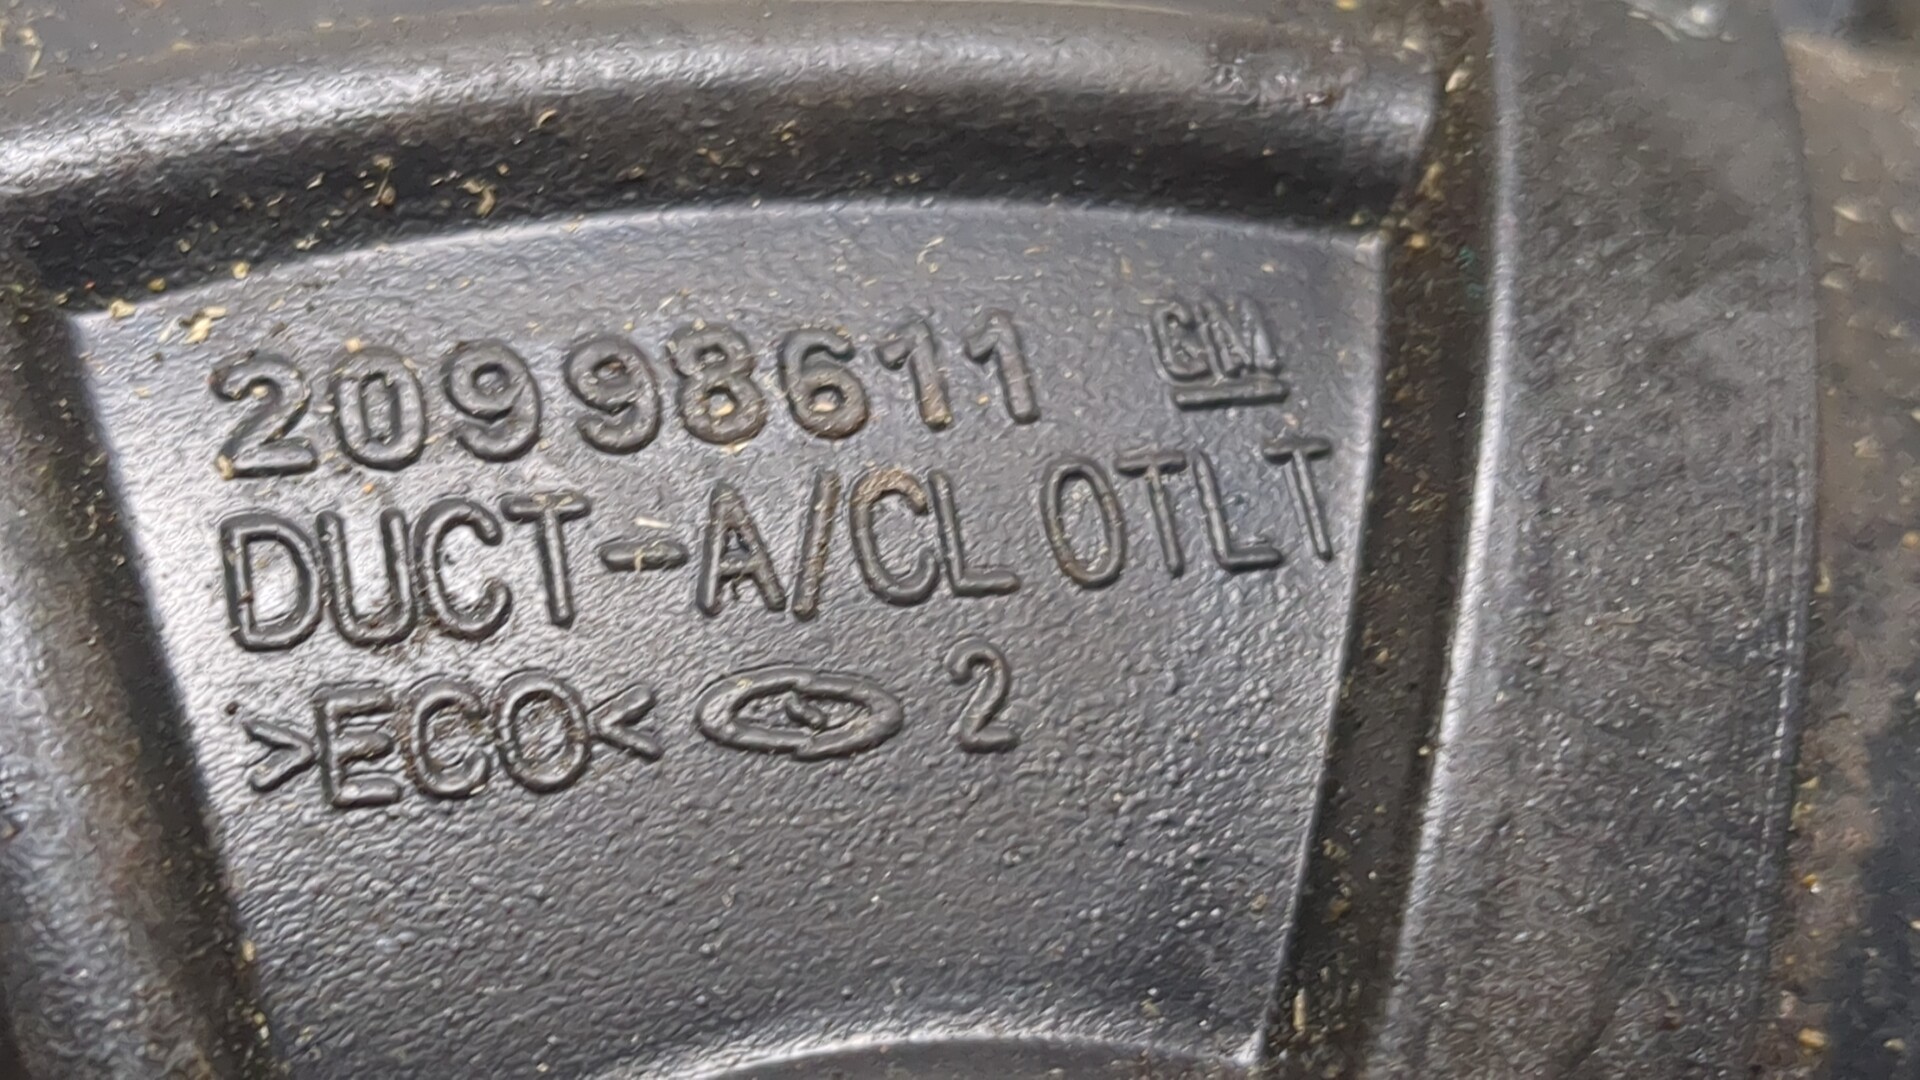 20998611 GM
DUCT-A/CL OTLT
>ECO< 2